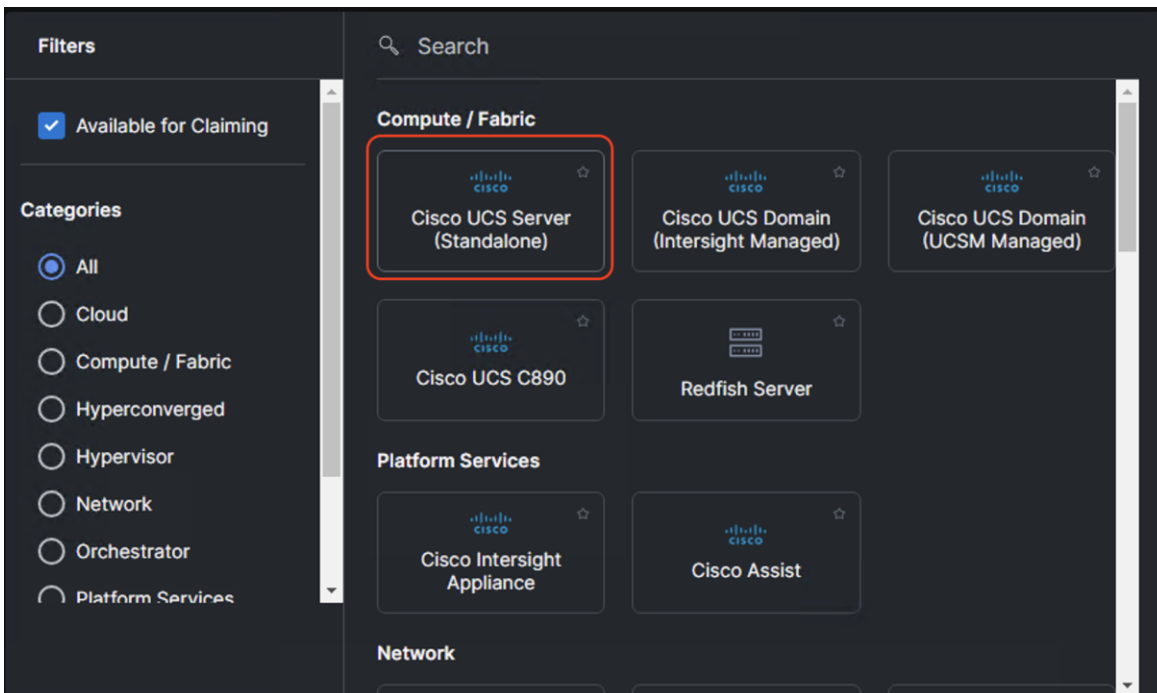 Filters
Available for Claiming
Categories
All
Cloud
Compute / Fabric
Hyperconverged
Hypervisor
Network
Orchestrator
Platform Services
Search
Compute / Fabric
CISCO
Cisco UCS Server
(Standalone)
CISCO
Cisco UCS Domain
(Intersight Managed)
CISCO
Cisco UCS Domain
(UCSM Managed)
CISCO
Cisco UCS C890
Redfish Server
Platform Services
CISCO
Cisco Intersight
Appliance
CISCO
Cisco Assist
Network